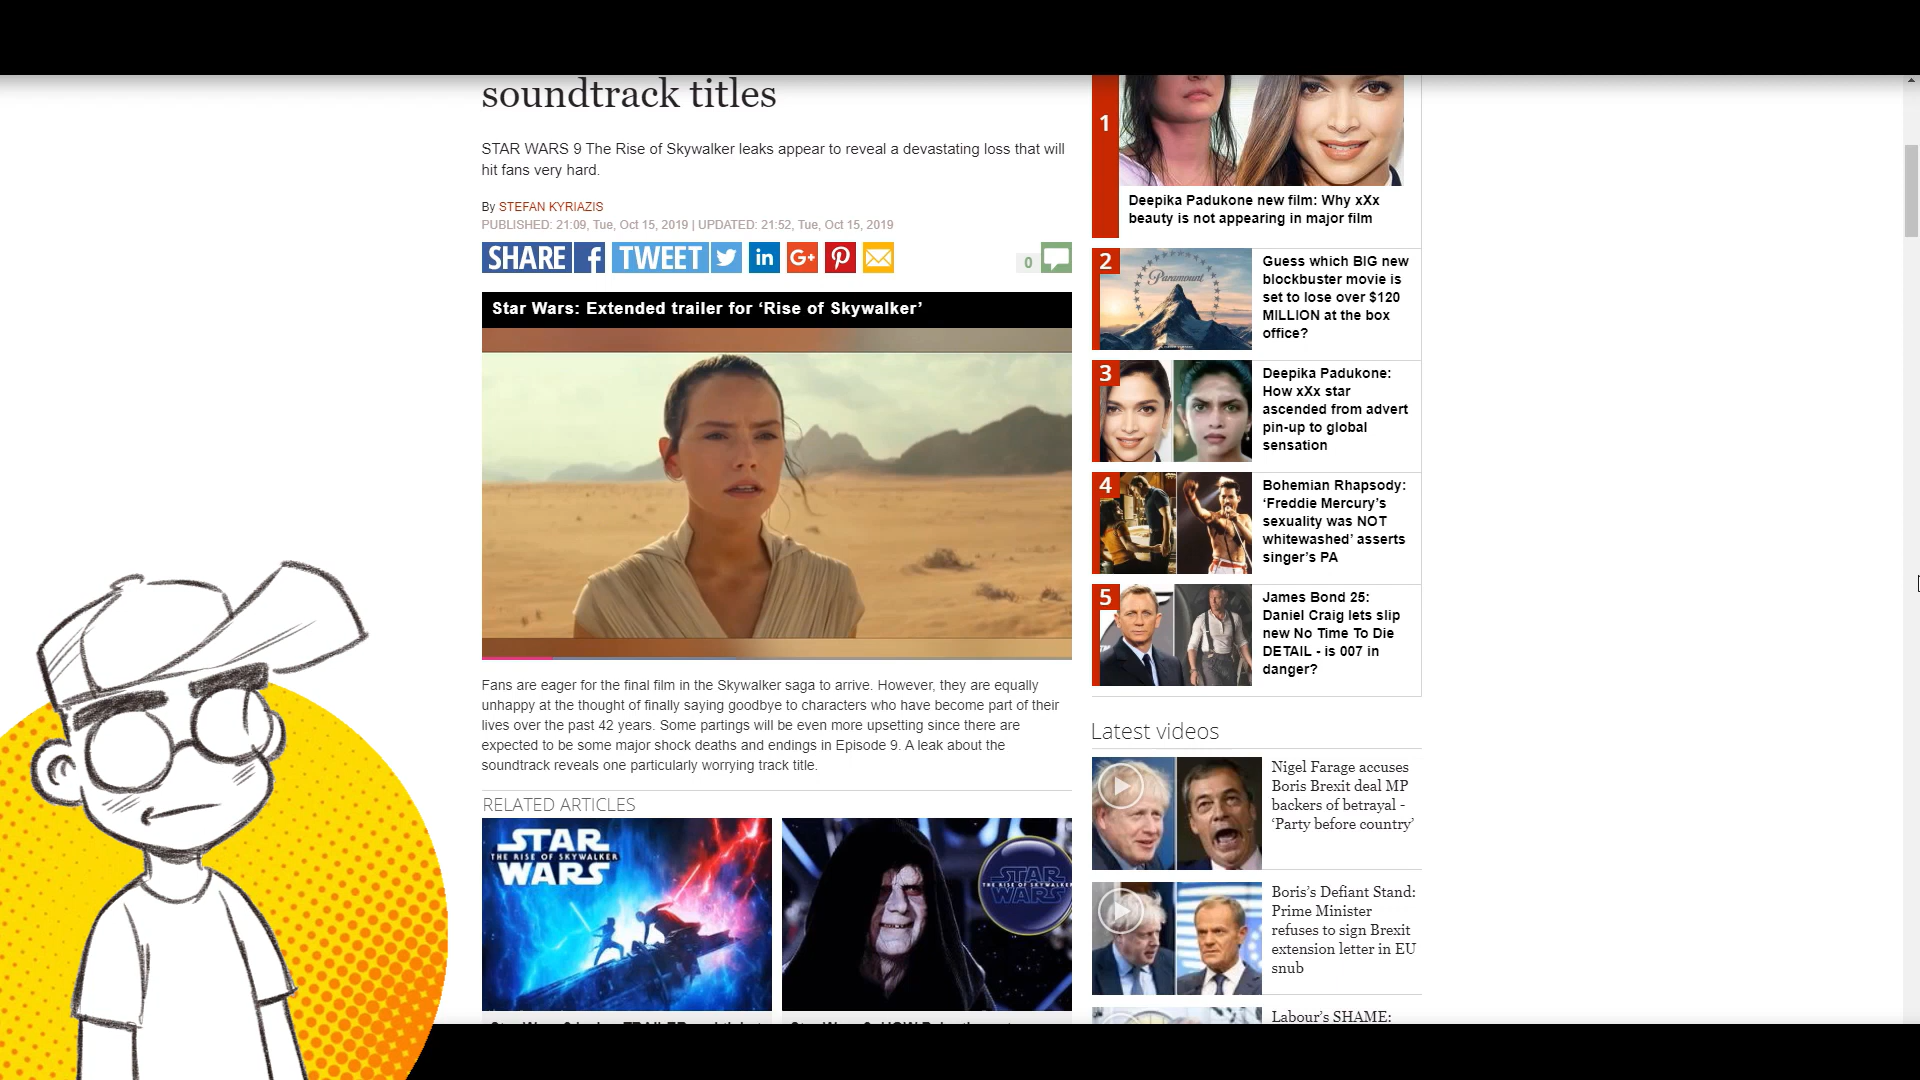 soundtrack titles
STAR WARS 9 The Rise of Skywalker leaks appear to reveal a devastating loss that will
hit fans very hard.
By STEFAN KYRIAZIS
PUBLISHED: 21:09, Tue, Oct 15, 2019 | UPDATED: 21:52, Tue, Oct 15, 2019
SHARE f TWEET in G+
0
Star Wars: Extended trailer for ‘Rise of Skywalker’
Fans are eager for the final film in the Skywalker saga to arrive. However, they are equally
unhappy at the thought of finally saying goodbye to characters who have become part of their
lives over the past 42 years. Some partings will be even more upsetting since there are
expected to be some major shock deaths and endings in Episode 9. A leak about the
soundtrack reveals one particularly worrying track title.
RELATED ARTICLES
STAR
THE RISE OF SKYWALKER
WARS
STAR
THE RISE OF SKYWALKER
WARS
1
Deepika Padukone new film: Why xXx
beauty is not appearing in major film
2
Paramount
Guess which BIG new
blockbuster movie is
set to lose over $120
MILLION at the box
office?
3
Deepika Padukone:
How xXx star
ascended from advert
pin-up to global
sensation
4
Bohemian Rhapsody:
‘Freddie Mercury’s
sexuality was NOT
whitewashed’ asserts
singer’s PA
5
James Bond 25:
Daniel Craig lets slip
new No Time To Die
DETAIL - is 007 in
danger?
Latest videos
Nigel Farage accuses
Boris Brexit deal MP
backers of betrayal -
‘Party before country’
Boris’s Defiant Stand:
Prime Minister
refuses to sign Brexit
extension letter in EU
snub
Labour’s SHAME: